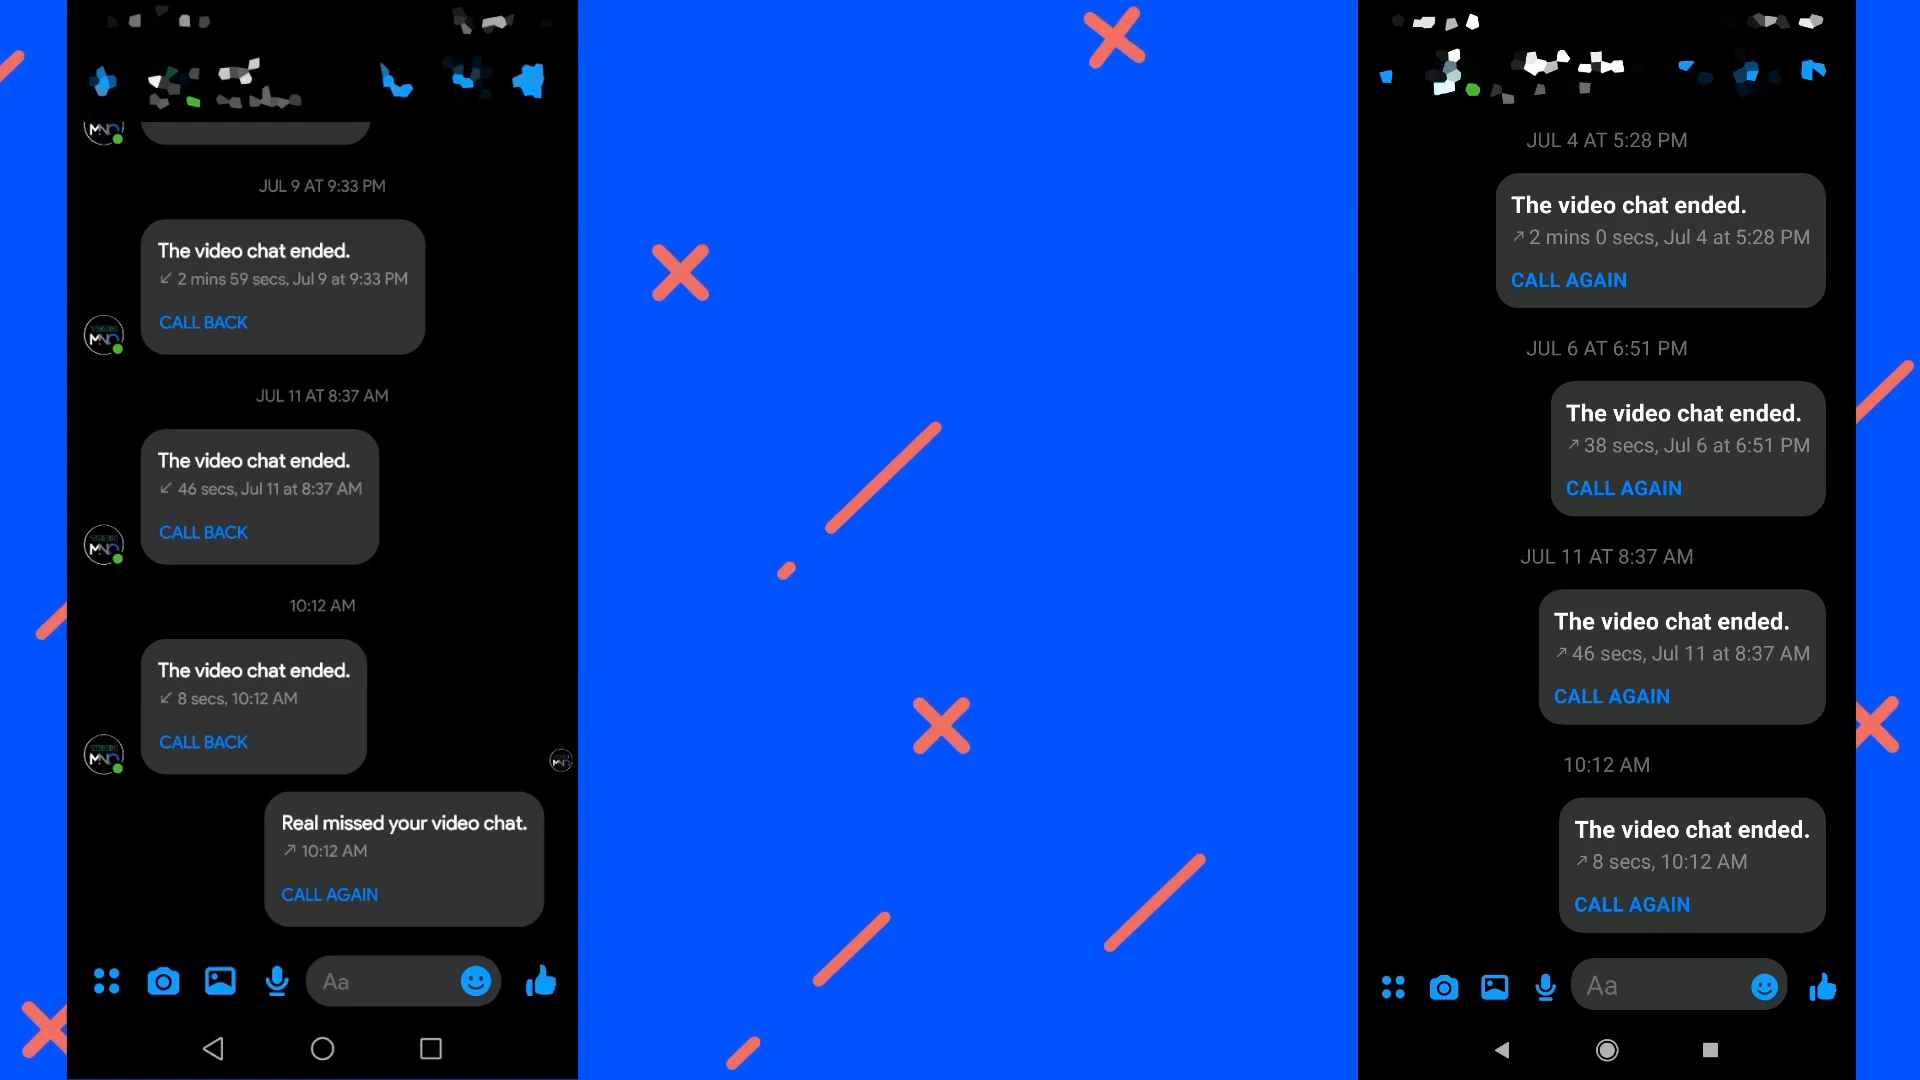 JUL 9 AT 9:33 PM
The video chat ended.
↙ 2 mins 59 secs, Jul 9 at 9:33 PM
CALL BACK
JUL 11 AT 8:37 AM
The video chat ended.
↙ 46 secs, Jul 11 at 8:37 AM
CALL BACK
10:12 AM
The video chat ended.
↙ 8 secs, 10:12 AM
CALL BACK
Real missed your video chat.
↗ 10:12 AM
CALL AGAIN
Aa
JUL 4 AT 5:28 PM
The video chat ended.
↗ 2 mins 0 secs, Jul 4 at 5:28 PM
CALL AGAIN
JUL 6 AT 6:51 PM
The video chat ended.
↗ 38 secs, Jul 6 at 6:51 PM
CALL AGAIN
JUL 11 AT 8:37 AM
The video chat ended.
↗ 46 secs, Jul 11 at 8:37 AM
CALL AGAIN
10:12 AM
The video chat ended.
↗ 8 secs, 10:12 AM
CALL AGAIN
Aa